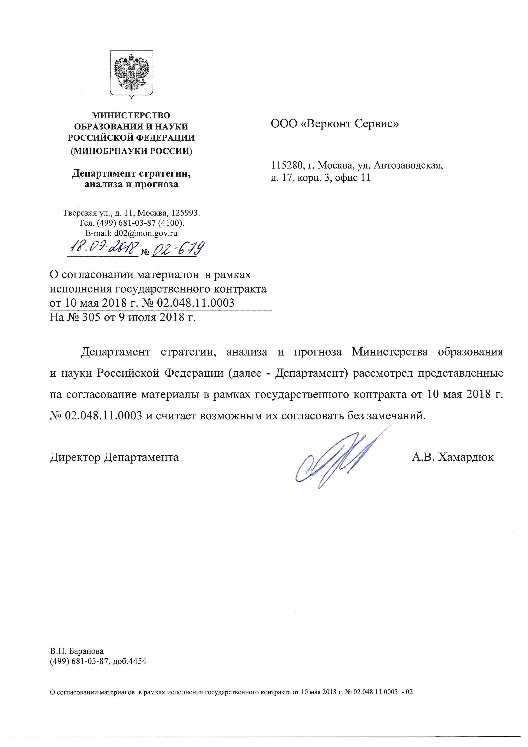 МИНИСТЕРСТВО
ОБРАЗОВАНИЯ И НАУКИ
РОССИЙСКОЙ ФЕДЕРАЦИИ
(МИНОБРНАУКИ РОССИИ)
Департамент стратегии,
анализа и прогноза
Тверская ул., д. 11, Москва, 125993.
Тел. (499) 681-03-87 (4100).
E-mail: d02@mon.gov.ru
18.07.2018 № 02-679
ООО «Верконт Сервис»
115280, г. Москва, ул. Автозаводская,
д. 17, корп. 3, офис 11
О согласовании материалов в рамках
исполнения государственного контракта
от 10 мая 2018 г. № 02.048.11.0003
На № 305 от 9 июля 2018 г.
Департамент стратегии, анализа и прогноза Министерства образования
и науки Российской Федерации (далее - Департамент) рассмотрел представленные
на согласование материалы в рамках государственного контракта от 10 мая 2018 г.
№ 02.048.11.0003 и считает возможным их согласовать без замечаний.
Директор Департамента А.В. Хамардюк
В.П. Баранова
(499) 681-03-87, доб.4454
О согласовании материалов в рамках исполнения государственного контракта от 10 мая 2018 г. № 02.048.11.0003 - 02